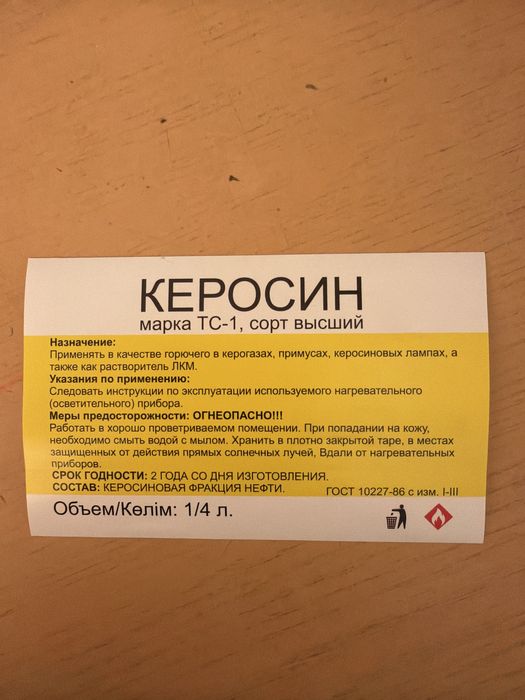 КЕРОСИН
марка ТС-1, сорт высший
Назначение:
Применять в качестве горючего в керогазах, примусах, керосиновых лампах, а
также как растворитель ЛКМ.
Указания по применению:
Следовать инструкции по эксплуатации используемого нагревательного
(осветительного) прибора.
Меры предосторожности: ОГНЕОПАСНО!!!
Работать в хорошо проветриваемом помещении. При попадании на кожу,
необходимо смыть водой с мылом. Хранить в плотно закрытой таре, в местах
защищенных от действия прямых солнечных лучей, Вдали от нагревательных
приборов.
СРОК ГОДНОСТИ: 2 ГОДА СО ДНЯ ИЗГОТОВЛЕНИЯ.
СОСТАВ: КЕРОСИНОВАЯ ФРАКЦИЯ НЕФТИ.
ГОСТ 10227-86 с изм. I-III
Объем/Көлім: 1/4 л.